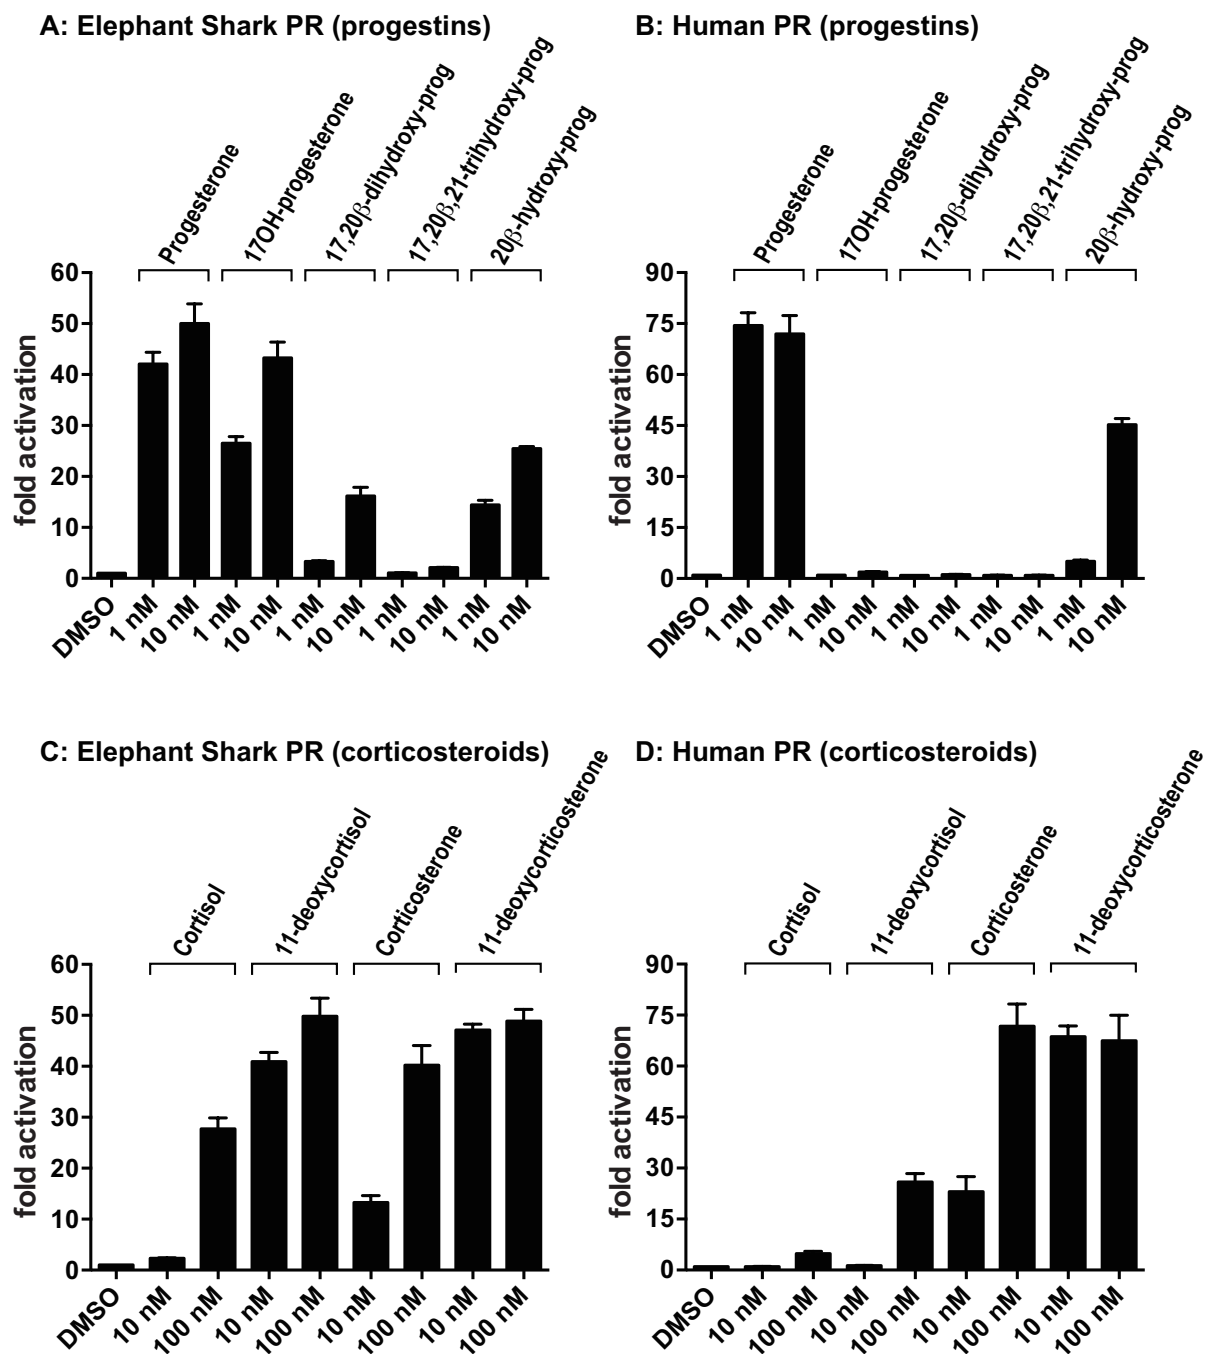 A: Elephant Shark PR (progestins)
Progesterone
17OH-progesterone
17,20β-dihydroxy-prog
17,20β,21-trihydroxy-prog
20β-hydroxy-prog
fold activation
60
50
40
30
20
10
0
DMSO
1 nM
10 nM
1 nM
10 nM
1 nM
10 nM
1 nM
10 nM
1 nM
10 nM
B: Human PR (progestins)
Progesterone
17OH-progesterone
17,20β-dihydroxy-prog
17,20β,21-trihydroxy-prog
20β-hydroxy-prog
fold activation
90
75
60
45
30
15
0
DMSO
1 nM
10 nM
1 nM
10 nM
1 nM
10 nM
1 nM
10 nM
1 nM
10 nM
C: Elephant Shark PR (corticosteroids)
Cortisol
11-deoxycortisol
Corticosterone
11-deoxycorticosterone
fold activation
60
50
40
30
20
10
0
DMSO
10 nM
100 nM
10 nM
100 nM
10 nM
100 nM
10 nM
100 nM
D: Human PR (corticosteroids)
Cortisol
11-deoxycortisol
Corticosterone
11-deoxycorticosterone
fold activation
90
75
60
45
30
15
0
DMSO
10 nM
100 nM
10 nM
100 nM
10 nM
100 nM
10 nM
100 nM